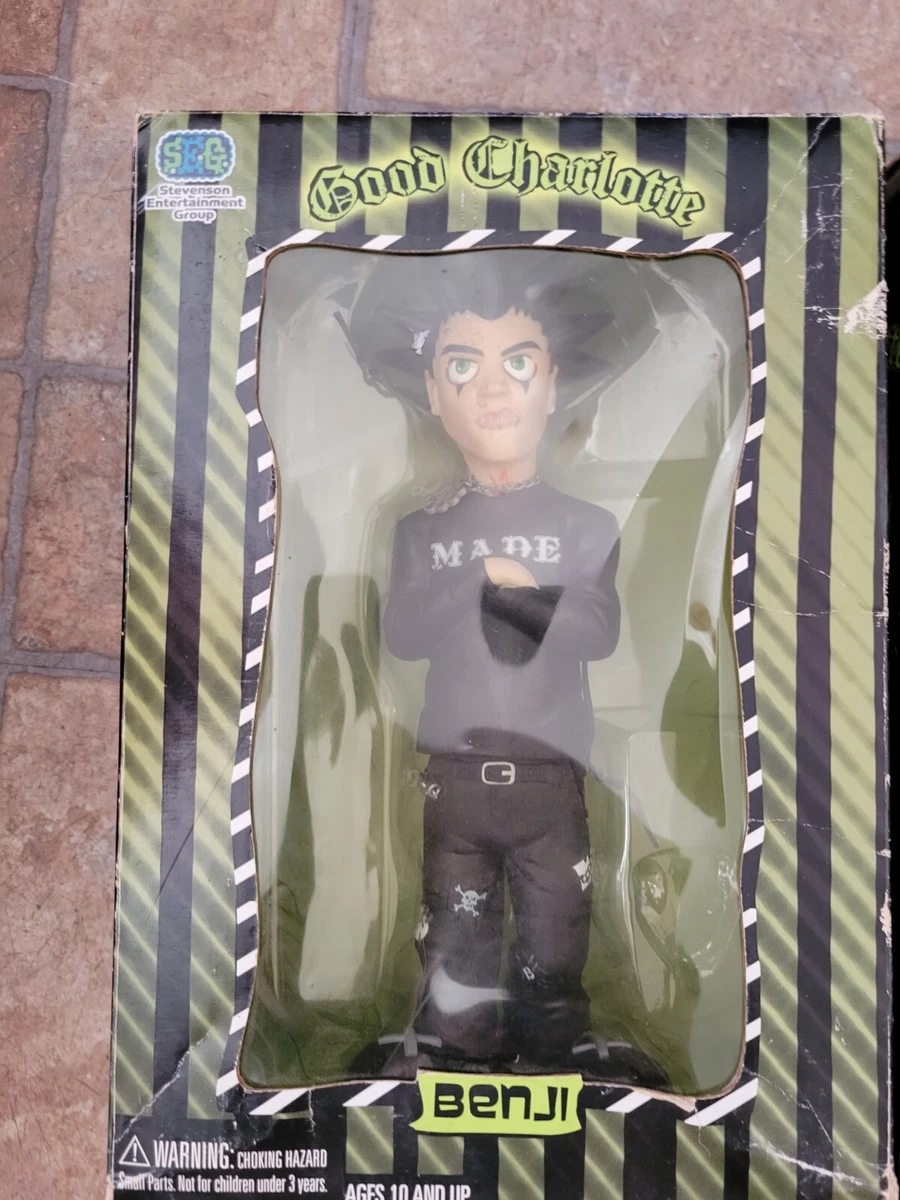 S.E.G.
Stevenson
Entertainment
Group
Good Charlotte
MADE
Benji
WARNING: CHOKING HAZARD
Small Parts. Not for children under 3 years.
AGES 10 AND UP